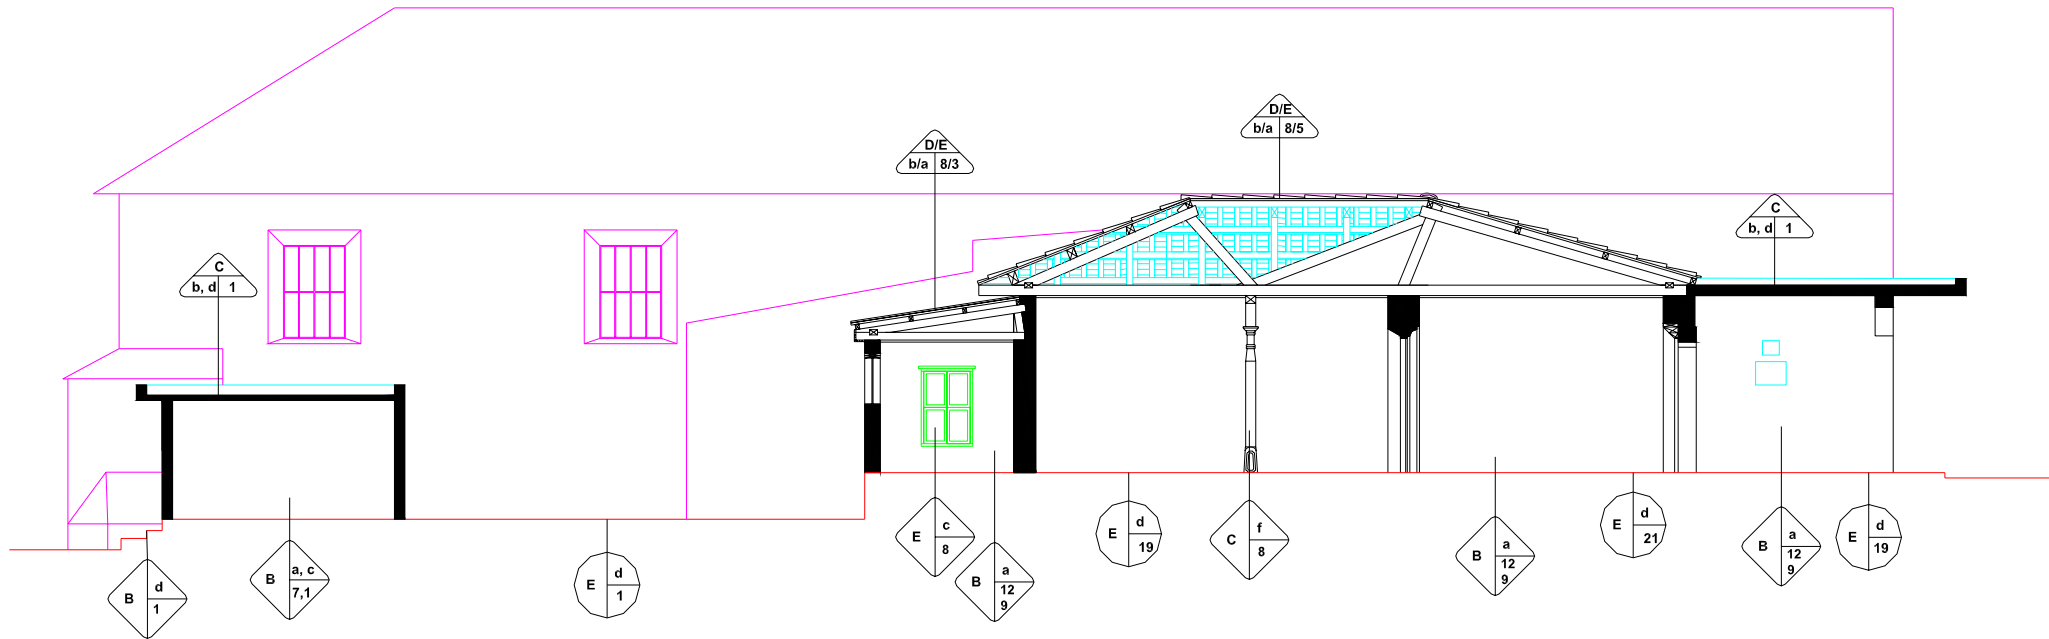 D/E
b/a 8/5
D/E
b/a 8/3
C
b, d 1
C
b, d 1
E c 8
E d 19
C f 8
B a 12 9
E d 21
B a 12 9
E d 19
B d 1
B a, c 7,1
E d 1
B a 12 9